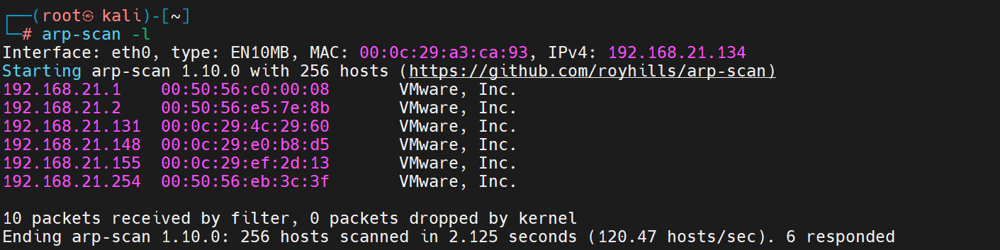 ┌──(root㉿ kali)-[~]
└─# arp-scan -l
Interface: eth0, type: EN10MB, MAC: 00:0c:29:a3:ca:93, IPv4: 192.168.21.134
Starting arp-scan 1.10.0 with 256 hosts (https://github.com/royhills/arp-scan)
192.168.21.1    00:50:56:c0:00:08       VMware, Inc.
192.168.21.2    00:50:56:e5:7e:8b       VMware, Inc.
192.168.21.131  00:0c:29:4c:29:60       VMware, Inc.
192.168.21.148  00:0c:29:e0:b8:d5       VMware, Inc.
192.168.21.155  00:0c:29:ef:2d:13       VMware, Inc.
192.168.21.254  00:50:56:eb:3c:3f       VMware, Inc.
10 packets received by filter, 0 packets dropped by kernel
Ending arp-scan 1.10.0: 256 hosts scanned in 2.125 seconds (120.47 hosts/sec). 6 responded